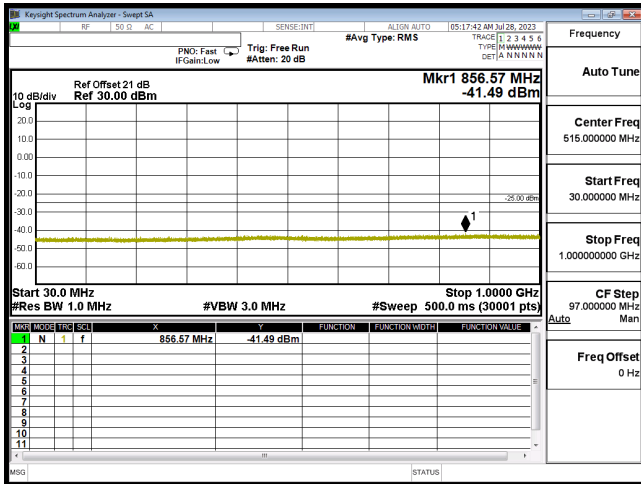 Keysight Spectrum Analyzer - Swept SA
RF 50 Ω AC SENSE:INT ALIGN AUTO 05:17:42 AM Jul 28, 2023
#Avg Type: RMS
TRACE 1 2 3 4 5 6
TYPE M WWWWW
DET A N N N N N
PNO: Fast Trig: Free Run
IFGain:Low #Atten: 20 dB
Mkr1 856.57 MHz
-41.49 dBm
Ref Offset 21 dB
10 dB/div Ref 30.00 dBm
Log
20.0
10.0
0.00
-10.0
-20.0
-25.00 dBm
-30.0
1
-40.0
-50.0
-60.0
Start 30.0 MHz Stop 1.0000 GHz
#Res BW 1.0 MHz #VBW 3.0 MHz #Sweep 500.0 ms (30001 pts)
MKR MODE TRC SCL X Y FUNCTION FUNCTION WIDTH FUNCTION VALUE
1 N 1 f 856.57 MHz -41.49 dBm
2
3
4
5
6
7
8
9
10
11
MSG STATUS
Frequency
Auto Tune
Center Freq
515.000000 MHz
Start Freq
30.000000 MHz
Stop Freq
1.000000000 GHz
CF Step
97.000000 MHz
Auto Man
Freq Offset
0 Hz